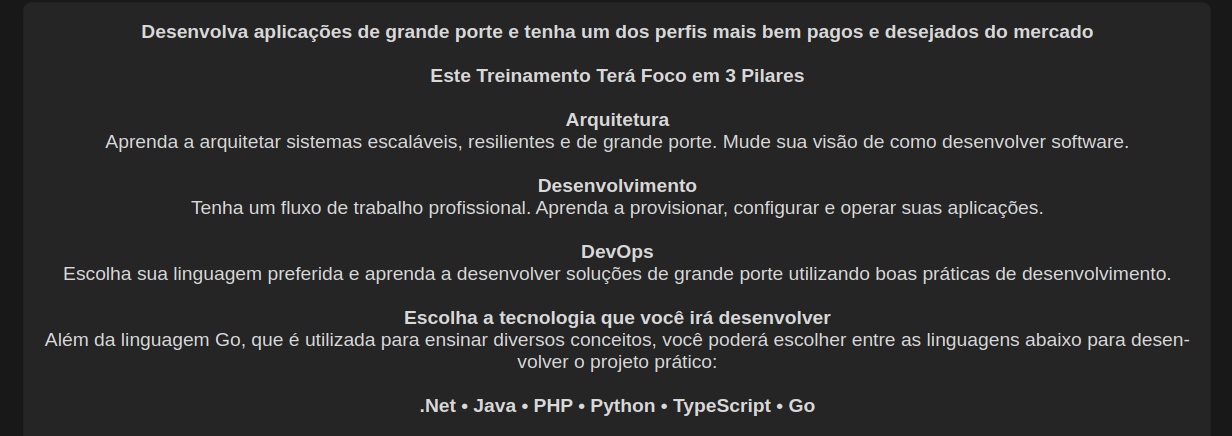 Desenvolva aplicações de grande porte e tenha um dos perfis mais bem pagos e desejados do mercado
Este Treinamento Terá Foco em 3 Pilares
Arquitetura
Aprenda a arquitetar sistemas escaláveis, resilientes e de grande porte. Mude sua visão de como desenvolver software.
Desenvolvimento
Tenha um fluxo de trabalho profissional. Aprenda a provisionar, configurar e operar suas aplicações.
DevOps
Escolha sua linguagem preferida e aprenda a desenvolver soluções de grande porte utilizando boas práticas de desenvolvimento.
Escolha a tecnologia que você irá desenvolver
Além da linguagem Go, que é utilizada para ensinar diversos conceitos, você poderá escolher entre as linguagens abaixo para desen-
volver o projeto prático:
.Net • Java • PHP • Python • TypeScript • Go